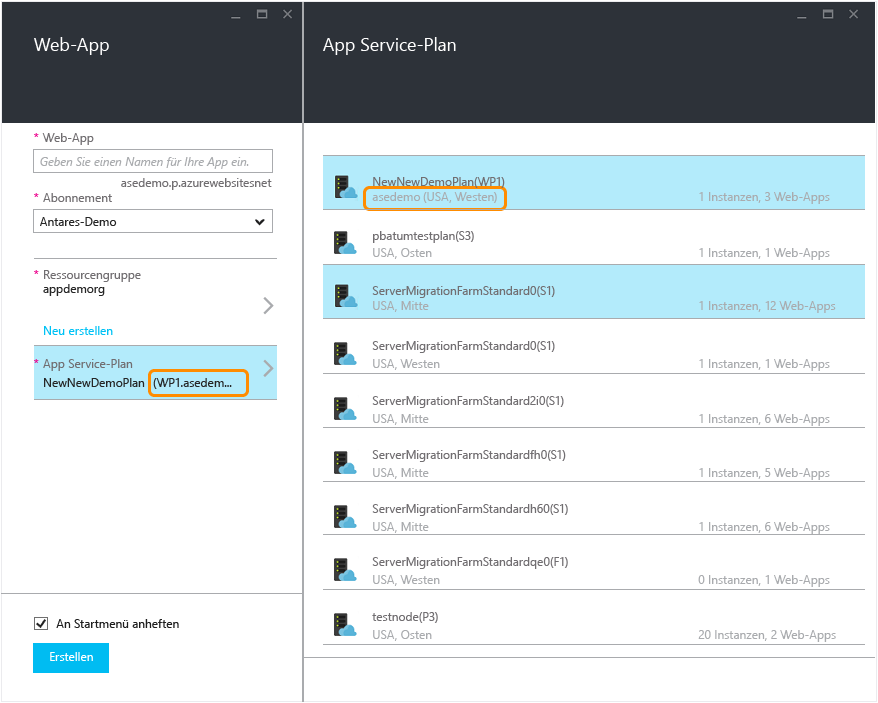 Web-App
* Web-App
Geben Sie einen Namen für Ihre App ein.
asedemo.p.azurewebsitesnet
* Abonnement
Antares-Demo
* Ressourcengruppe
appdemorg
Neu erstellen
* App Service-Plan
NewNewDemoPlan (WP1.asedem...
An Startmenü anheften
Erstellen
App Service-Plan
NewNewDemoPlan(WP1)
asedemo (USA, Westen) 1 Instanzen, 3 Web-Apps
pbatumtestplan(S3)
USA, Osten 1 Instanzen, 1 Web-Apps
ServerMigrationFarmStandard0(S1)
USA, Mitte 1 Instanzen, 12 Web-Apps
ServerMigrationFarmStandard0(S1)
USA, Westen 1 Instanzen, 1 Web-Apps
ServerMigrationFarmStandard2i0(S1)
USA, Mitte 1 Instanzen, 6 Web-Apps
ServerMigrationFarmStandardfh0(S1)
USA, Mitte 1 Instanzen, 5 Web-Apps
ServerMigrationFarmStandardh60(S1)
USA, Mitte 1 Instanzen, 6 Web-Apps
ServerMigrationFarmStandardqe0(F1)
USA, Westen 0 Instanzen, 1 Web-Apps
testnode(P3)
USA, Osten 20 Instanzen, 2 Web-Apps